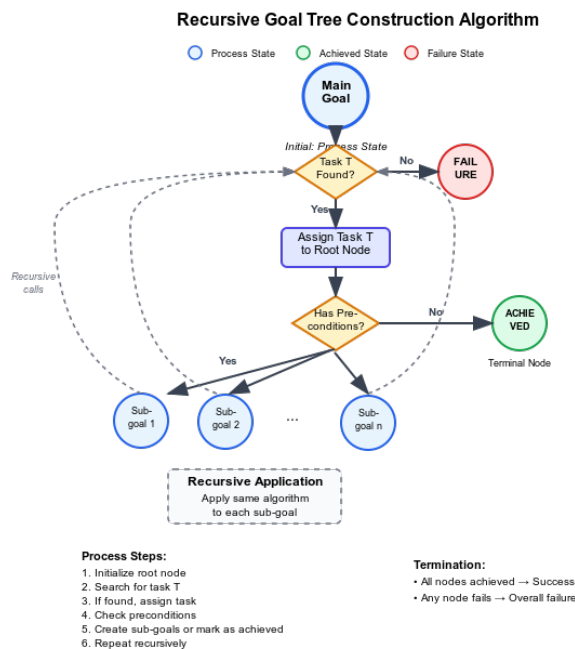 Recursive Goal Tree Construction Algorithm
Process State
Achieved State
Failure State
Main
Goal
Initial: Process State
Task T
Found?
No
FAIL
URE
Yes
Assign Task T
to Root Node
Recursive
calls
Has Pre-
conditions?
No
ACHIE
VED
Terminal Node
Yes
Sub-
goal 1
Sub-
goal 2
...
Sub-
goal n
Recursive Application
Apply same algorithm
to each sub-goal
Process Steps:
1. Initialize root node
2. Search for task T
3. If found, assign task
4. Check preconditions
5. Create sub-goals or mark as achieved
6. Repeat recursively
Termination:
• All nodes achieved → Success
• Any node fails → Overall failure